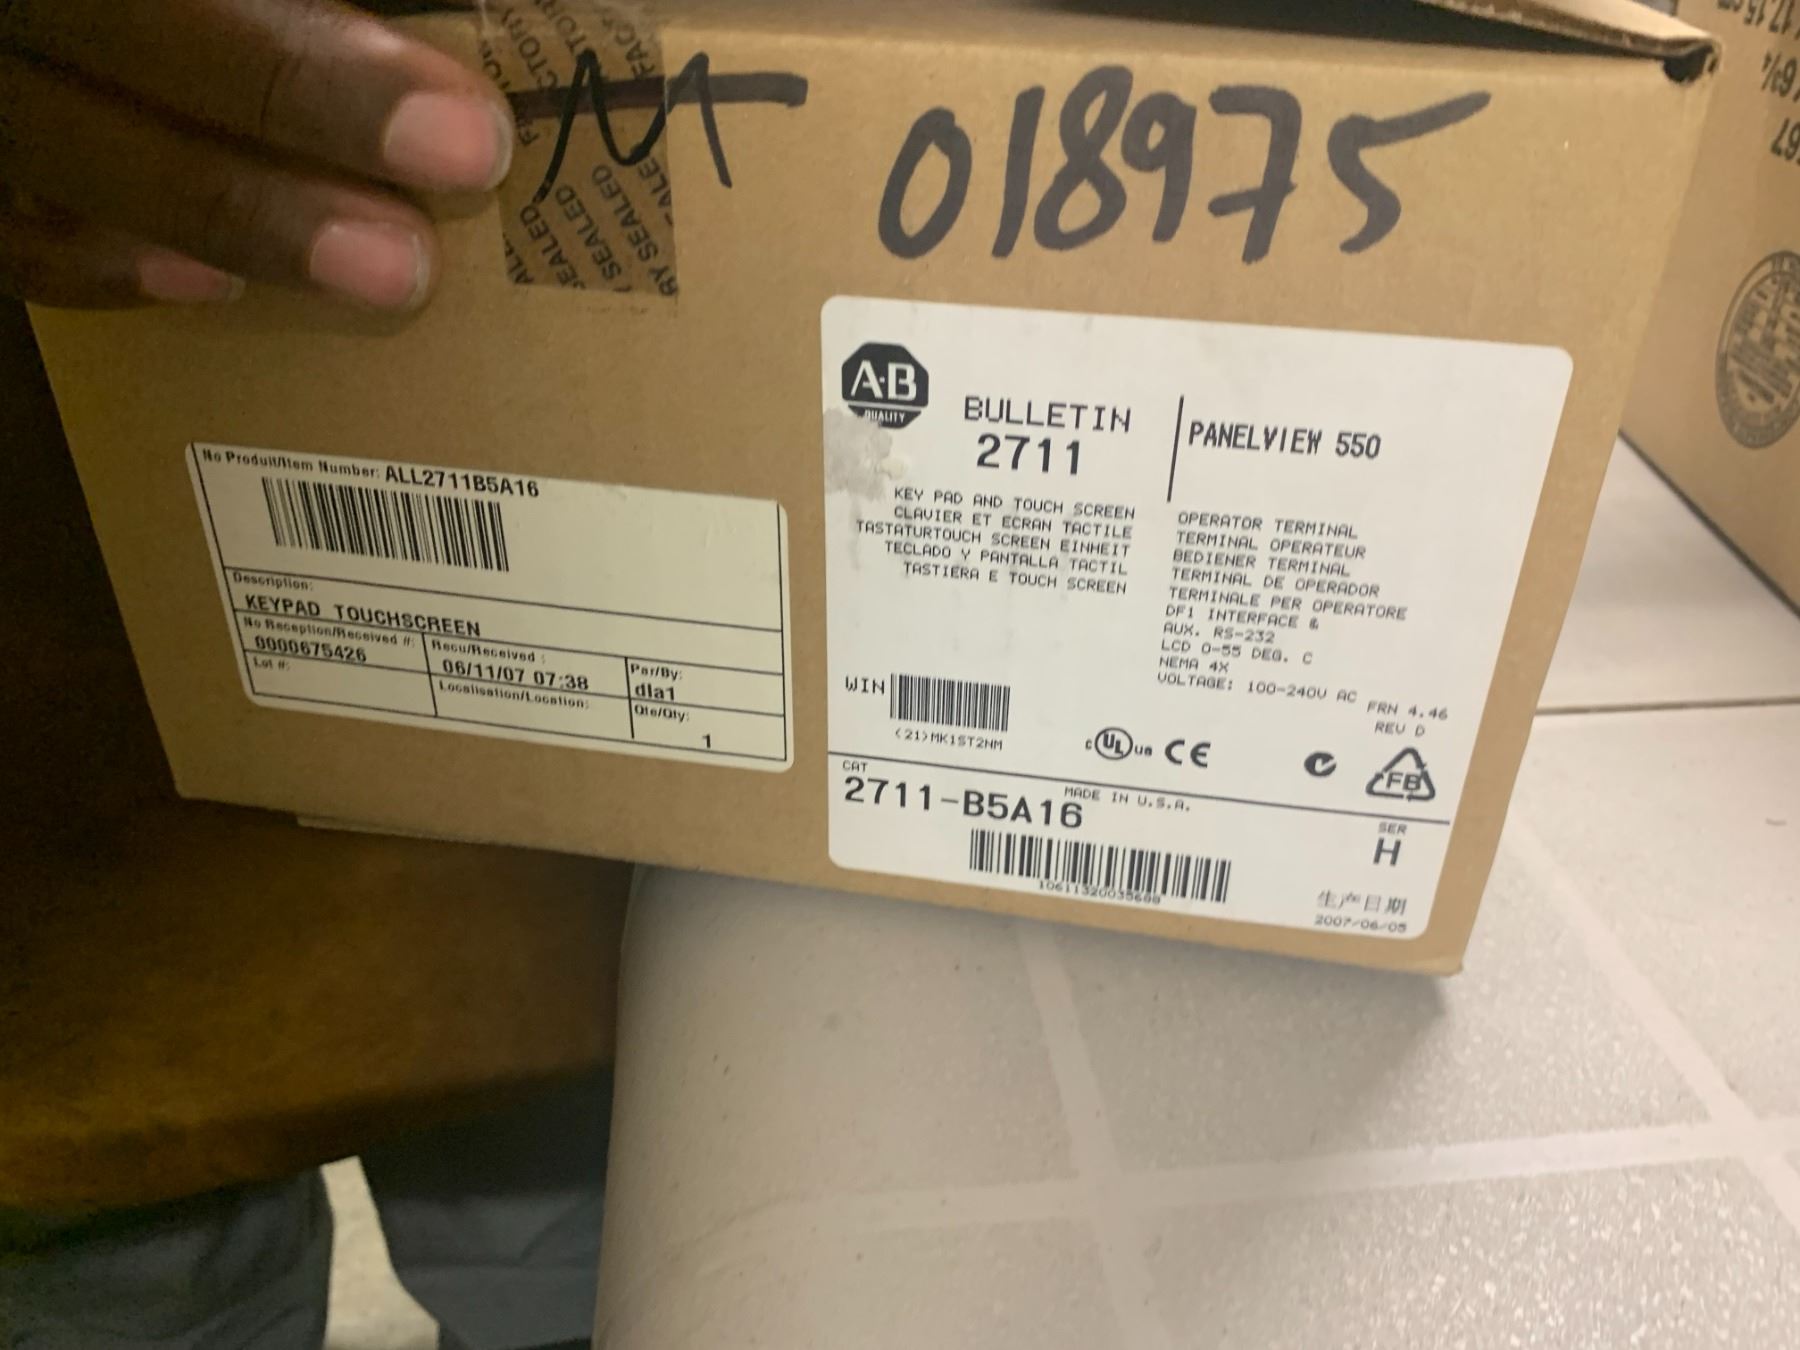 018975
FACTORY SEALED
No Produit/Item Number: ALL2711B5A16
Description:
KEYPAD TOUCHSCREEN
No Reception/Received #:
0000675426
Recu/Received :
06/11/07 07:38
Par/By:
dla1
Lot #:
Localisation/Location:
Qte/Qty:
1
A·B
QUALITY
BULLETIN
2711
PANELVIEW 550
KEY PAD AND TOUCH SCREEN
CLAVIER ET ECRAN TACTILE
TASTATURTOUCH SCREEN EINHEIT
TECLADO Y PANTALLA TACTIL
TASTIERA E TOUCH SCREEN
OPERATOR TERMINAL
TERMINAL OPERATEUR
BEDIENER TERMINAL
TERMINAL DE OPERADOR
TERMINALE PER OPERATORE
DF1 INTERFACE &
AUX. RS-232
LCD 0-55 DEG. C
NEMA 4X
VOLTAGE: 100-240V AC
FRN 4.46
REV D
WIN
(21)MK1ST2NM
c UL us CE
FB
CAT
2711-B5A16
MADE IN U.S.A.
SER
H
10611320035688
生产日期
2007/06/05